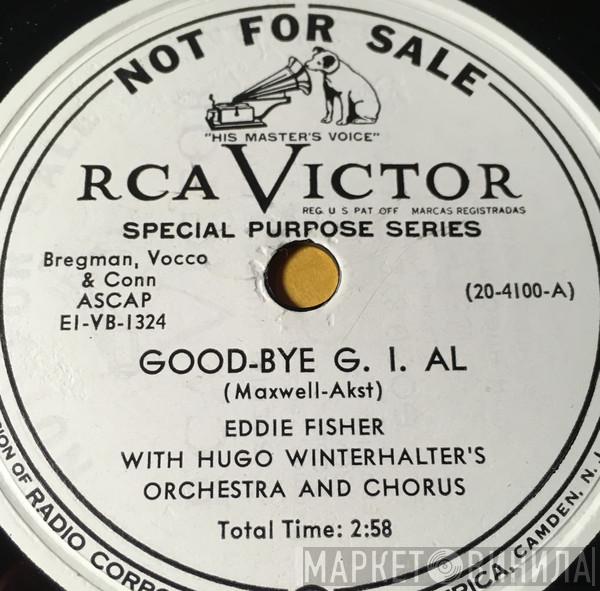 NOT FOR SALE
"HIS MASTER'S VOICE"
RCA VICTOR
REG. U S PAT. OFF. MARCAS REGISTRADAS
SPECIAL PURPOSE SERIES
Bregman, Vocco
& Conn
ASCAP
E1-VB-1324
(20-4100-A)
GOOD-BYE G. I. AL
(Maxwell-Akst)
EDDIE FISHER
WITH HUGO WINTERHALTER'S
ORCHESTRA AND CHORUS
Total Time: 2:58
OF RADIO CAMDEN, N. J.
МАРКЕТ ВИНИЛА